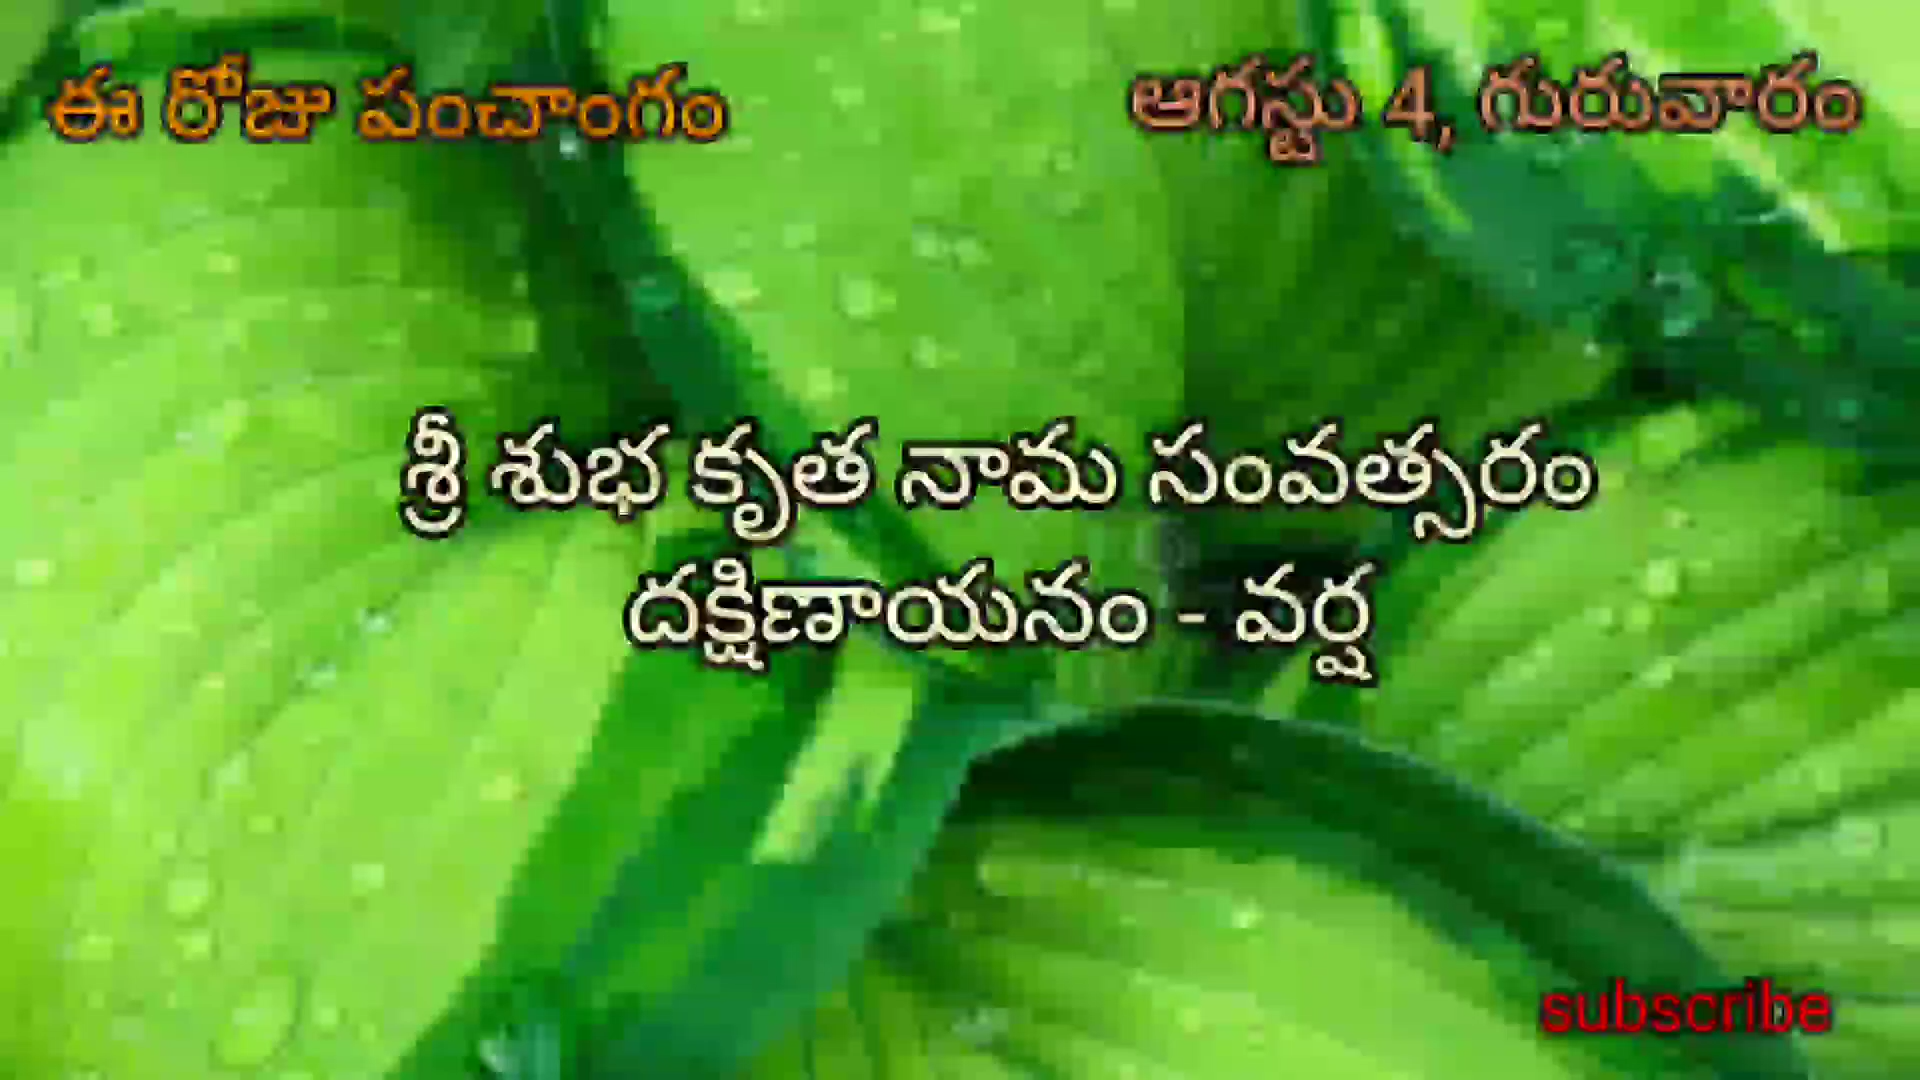 ఈ రోజు పంచాంగం
ఆగస్టు 4, గురువారం
శ్రీ శుభ కృత నామ సంవత్సరం
దక్షిణాయనం - వర్ష
subscribe